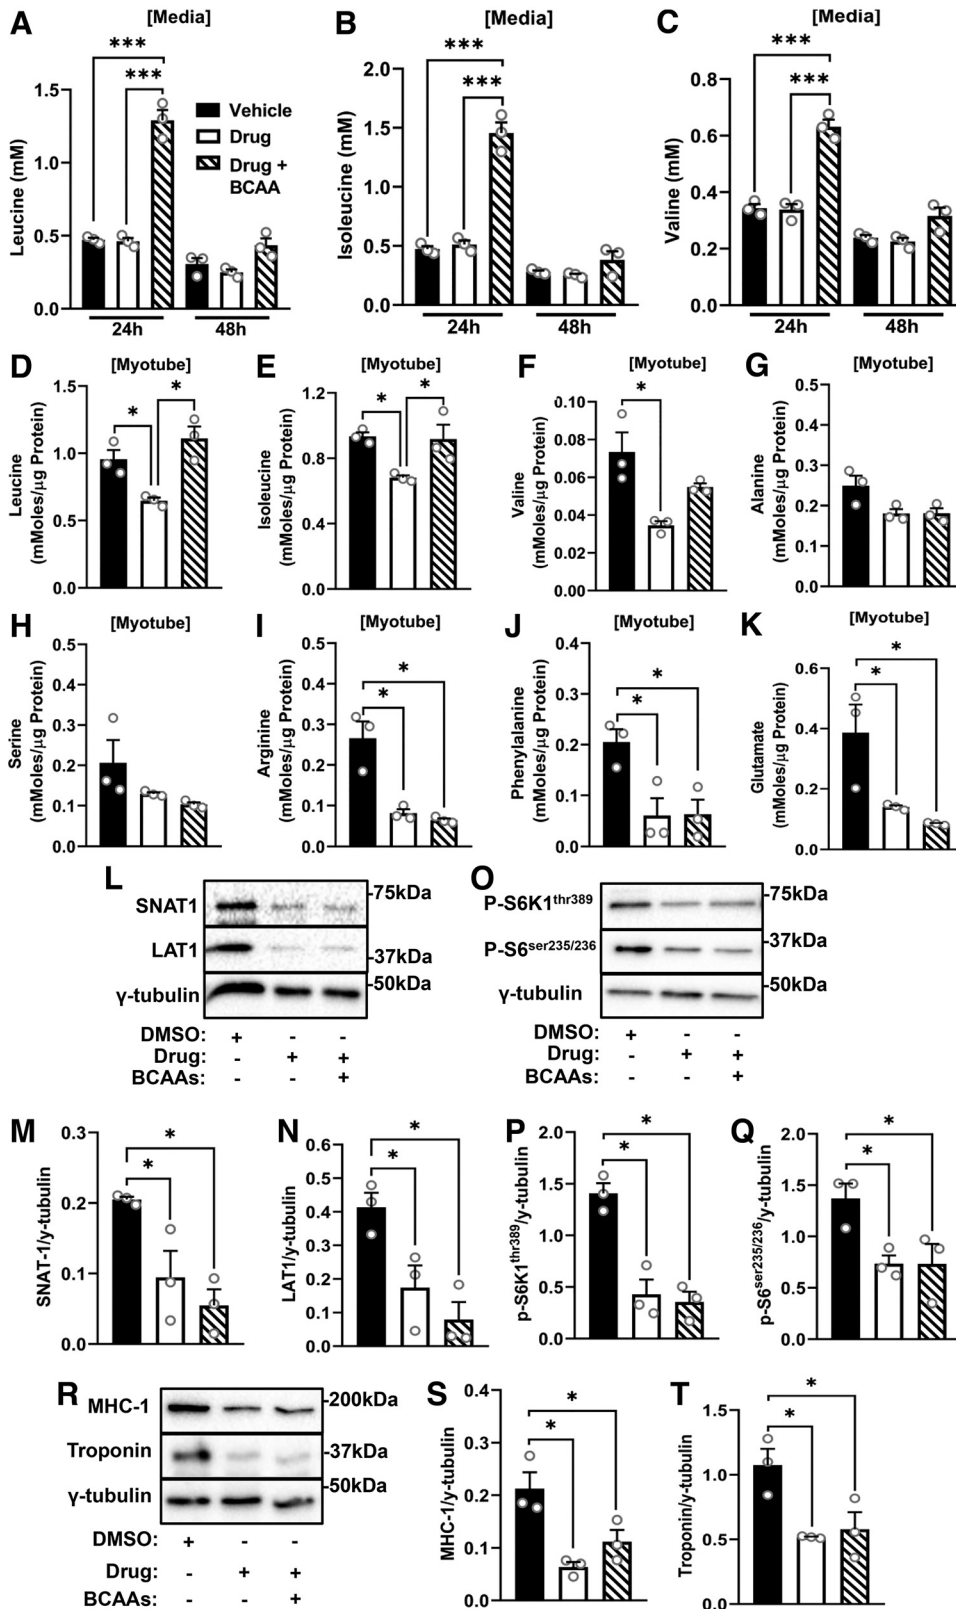 A [Media] B [Media] C [Media]
Leucine (mM)
1.5
1.0
0.5
0.0
***
***
24h 48h
Vehicle
Drug
Drug +
BCAA
Isoleucine (mM)
2.0
1.5
1.0
0.5
0.0
***
***
24h 48h
Valine (mM)
0.8
0.6
0.4
0.2
0.0
***
***
24h 48h
D [Myotube] E [Myotube] F [Myotube] G [Myotube]
Leucine
(mMoles/μg Protein)
1.5
1.0
0.5
0.0
* *
Isoleucine
(mMoles/μg Protein)
1.2
0.8
0.4
0.0
* *
Valine
(mMoles/μg Protein)
0.10
0.08
0.06
0.04
0.02
0.00
*
Alanine
(mMoles/μg Protein)
0.5
0.4
0.3
0.2
0.1
0.0
H [Myotube] I [Myotube] J [Myotube] K [Myotube]
Serine
(mMoles/μg Protein)
0.5
0.4
0.3
0.2
0.1
0.0
Arginine
(mMoles/μg Protein)
0.5
0.4
0.3
0.2
0.1
0.0
*
*
Phenylalanine
(mMoles/μg Protein)
0.4
0.3
0.2
0.1
0.0
*
*
Glutamate
(mMoles/μg Protein)
0.6
0.4
0.2
0.0
*
*
L
SNAT1 -75kDa
LAT1 -37kDa
γ-tubulin -50kDa
DMSO: + - -
Drug: - + +
BCAAs: - - +
O
P-S6K1thr389 -75kDa
P-S6ser235/236 -37kDa
γ-tubulin -50kDa
DMSO: + - -
Drug: - + +
BCAAs: - - +
M
SNAT-1/y-tubulin
0.3
0.2
0.1
0.0
*
*
N
LAT1/y-tubulin
0.6
0.5
0.4
0.3
0.2
0.1
0.0
*
*
P
p-S6K1thr389/y-tubulin
2.0
1.5
1.0
0.5
0.0
*
*
Q
p-S6ser235/236/y-tubulin
2.0
1.5
1.0
0.5
0.0
*
*
R
MHC-1 -200kDa
Troponin -37kDa
γ-tubulin -50kDa
DMSO: + - -
Drug: - + +
BCAAs: - - +
S
MHC-1/y-tubulin
0.4
0.3
0.2
0.1
0.0
*
*
T
Troponin/y-tubulin
1.5
1.0
0.5
0.0
*
*